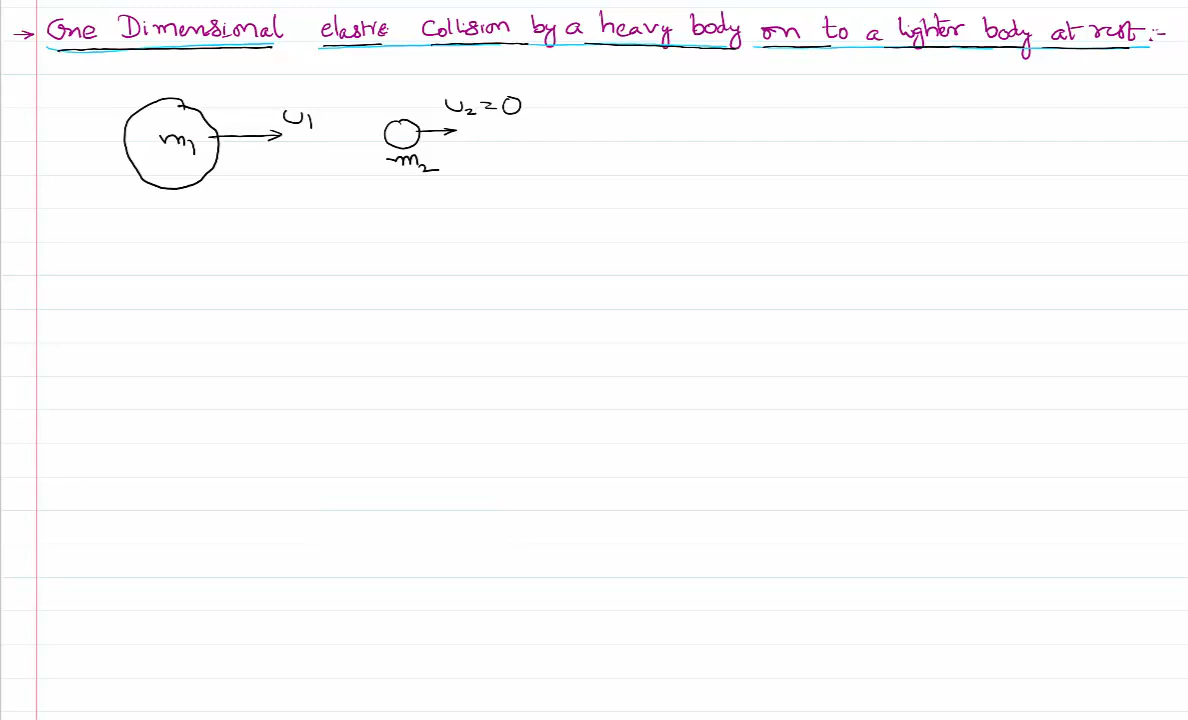 → One Dimensional elastic Collision by a heavy body on to a lighter body at rest :-
m₁ u₁ u₂ = 0
m₂